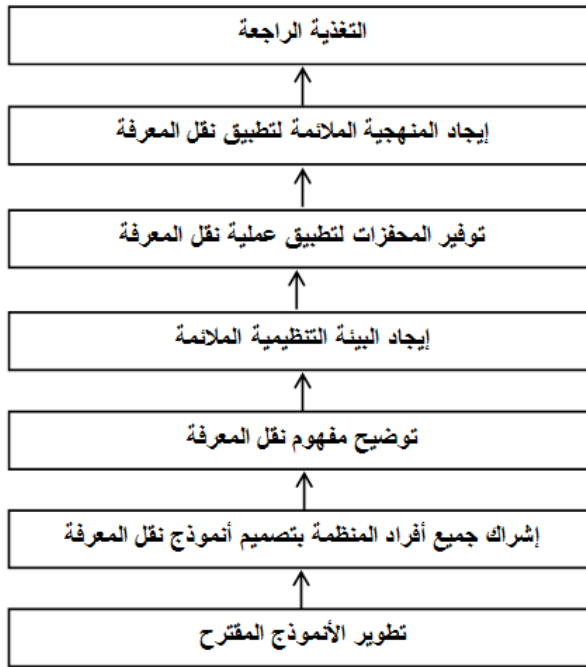 التغذية الراجعة
إيجاد المنهجية الملائمة لتطبيق نقل المعرفة
توفير المحفزات لتطبيق عملية نقل المعرفة
إيجاد البيئة التنظيمية الملائمة
توضيح مفهوم نقل المعرفة
إشراك جميع أفراد المنظمة بتصميم أنموذج نقل المعرفة
تطوير الأنموذج المقترح